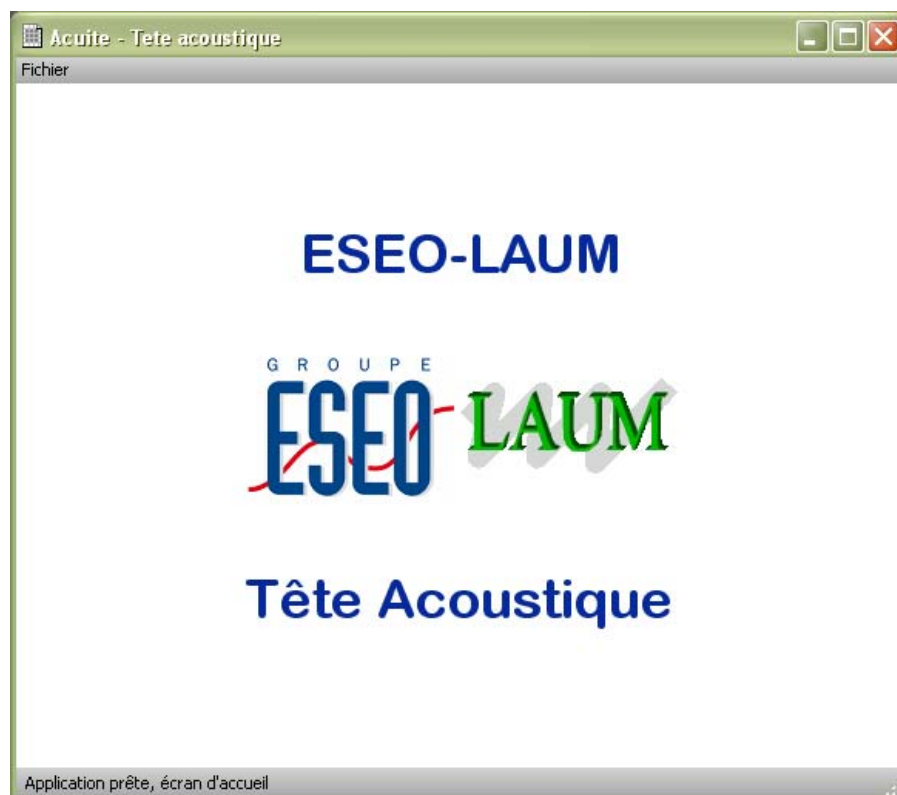 Acuite - Tete acoustique
Fichier
ESEO-LAUM
GROUPE
ESEO LAUM
Tête Acoustique
Application prête, écran d'accueil